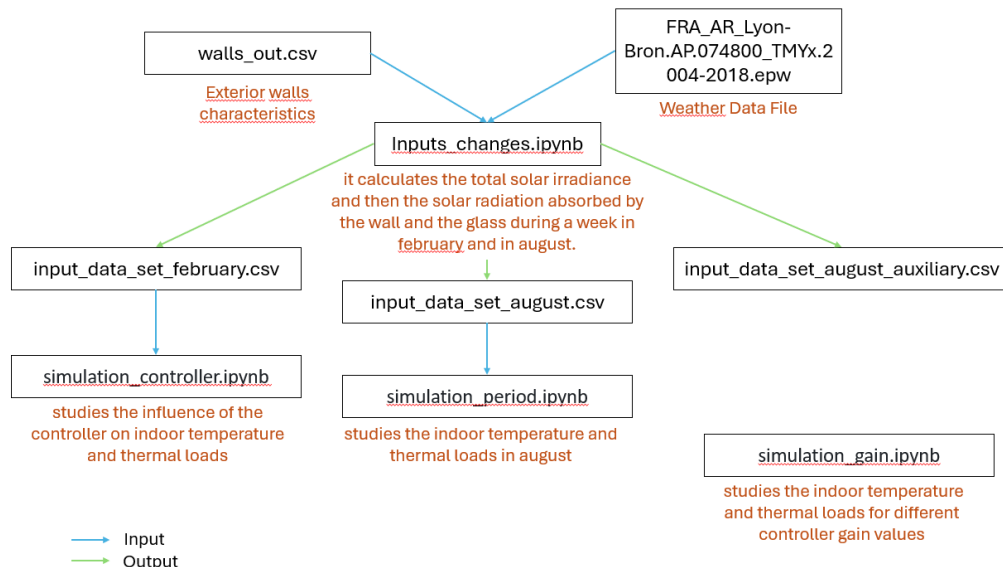 walls_out.csv
Exterior walls
characteristics
FRA_AR_Lyon-
Bron.AP.074800_TMYx.2
004-2018.epw
Weather Data File
Inputs_changes.ipynb
it calculates the total solar irradiance
and then the solar radiation absorbed by
the wall and the glass during a week in
february and in august.
input_data_set_february.csv
input_data_set_august.csv
input_data_set_august_auxiliary.csv
simulation_controller.ipynb
studies the influence of the
controller on indoor temperature
and thermal loads
simulation_period.ipynb
studies the indoor temperature and
thermal loads in august
simulation_gain.ipynb
studies the indoor temperature
and thermal loads for different
controller gain values
Input
Output